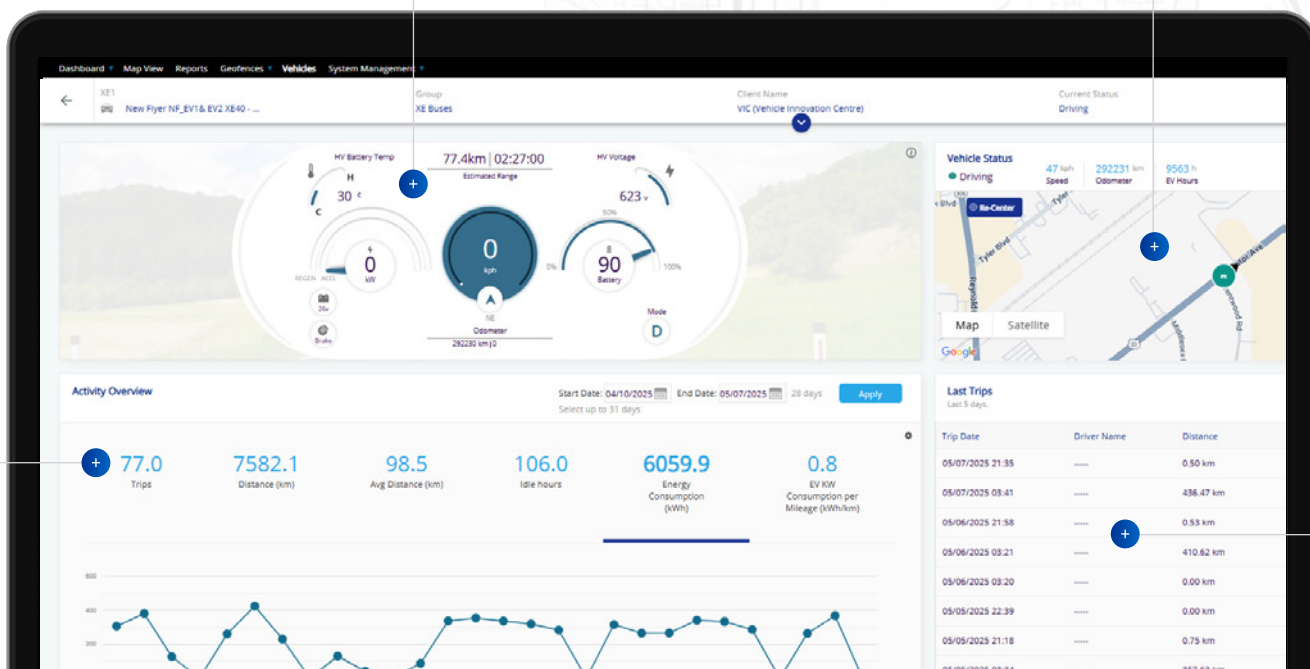 Dashboard Map View Reports Geofences Vehicles System Management
XE1
New Flyer NF_EV1& EV2 XE40 - ...
Group
XE Buses
Client Name
VIC (Vehicle Innovation Centre)
Current Status
Driving
HV Battery Temp
H
30 c
C
77.4km | 02:27:00
Estimated Range
HV Voltage
623 v
50%
0%
100%
90
Battery
0
kW
REGEN ACCL
0
kph
NE
Odometer
292230 km | 0
26v
Brake
Mode
D
Vehicle Status
Driving
47 kph
Speed
292231 km
Odometer
9563 h
EV Hours
Re-Center
Blvd
Tyler
Tyler Blvd
Reynold
20
Map Satellite
Google
Activity Overview
Start Date: 04/10/2025 End Date: 05/07/2025 28 days Apply
Select up to 31 days
77.0
Trips
7582.1
Distance (km)
98.5
Avg Distance (km)
106.0
Idle hours
6059.9
Energy
Consumption
(kWh)
0.8
EV KW
Consumption per
Mileage (kWh/km)
400
200
Last Trips
Last 5 days.
Trip Date Driver Name Distance
05/07/2025 21:35 ----- 0.50 km
05/07/2025 03:41 ----- 436.47 km
05/06/2025 21:58 ----- 0.53 km
05/06/2025 03:21 ----- 410.62 km
05/06/2025 03:20 ----- 0.00 km
05/05/2025 22:39 ----- 0.00 km
05/05/2025 21:18 ----- 0.75 km